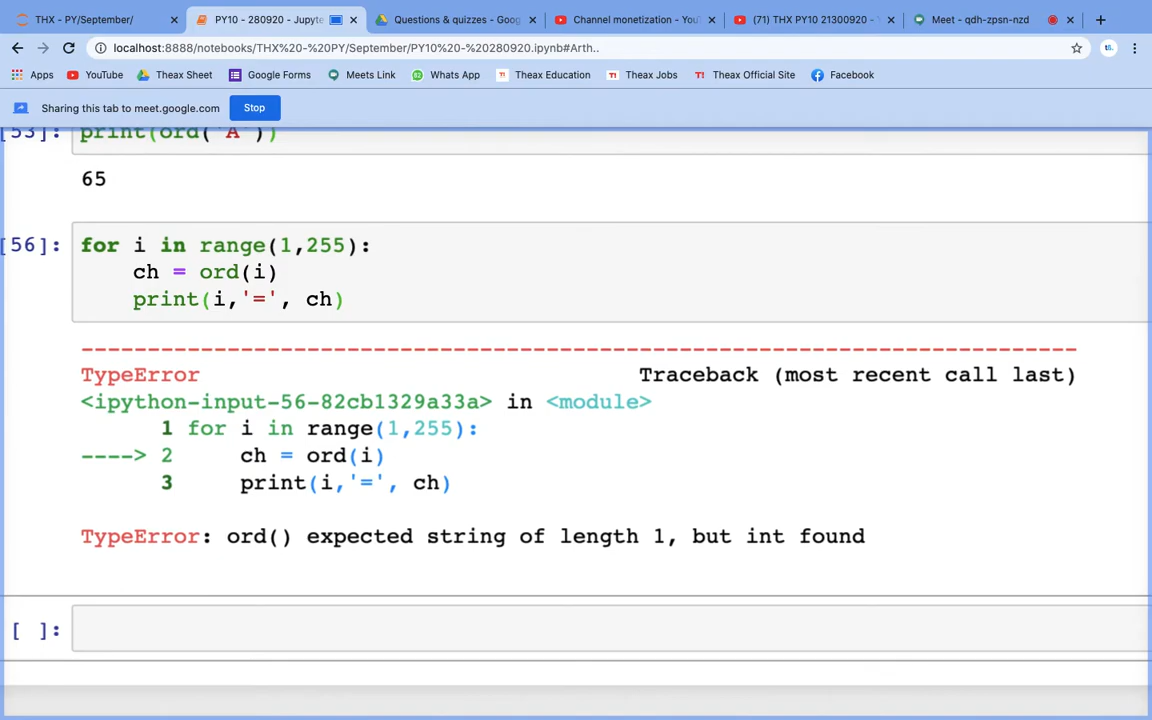 THX - PY/September/
PY10 - 280920 - Jupyte
Questions & quizzes - Goog
Channel monetization - You
(71) THX PY10 21300920 -
Meet - qdh-zpsn-nzd
localhost:8888/notebooks/THX%20-%20PY/September/PY10%20-%20280920.ipynb#Arth..
Apps
YouTube
Theax Sheet
Google Forms
Meets Link
Whats App
Theax Education
Theax Jobs
Theax Official Site
Facebook
Sharing this tab to meet.google.com
Stop
[53]: print(ord('A'))
65
[56]: for i in range(1,255):
ch = ord(i)
print(i,'=', ch)
---------------------------------------------------------------------------
TypeError Traceback (most recent call last)
<ipython-input-56-82cb1329a33a> in <module>
1 for i in range(1,255):
----> 2 ch = ord(i)
3 print(i,'=', ch)
TypeError: ord() expected string of length 1, but int found
[ ]: